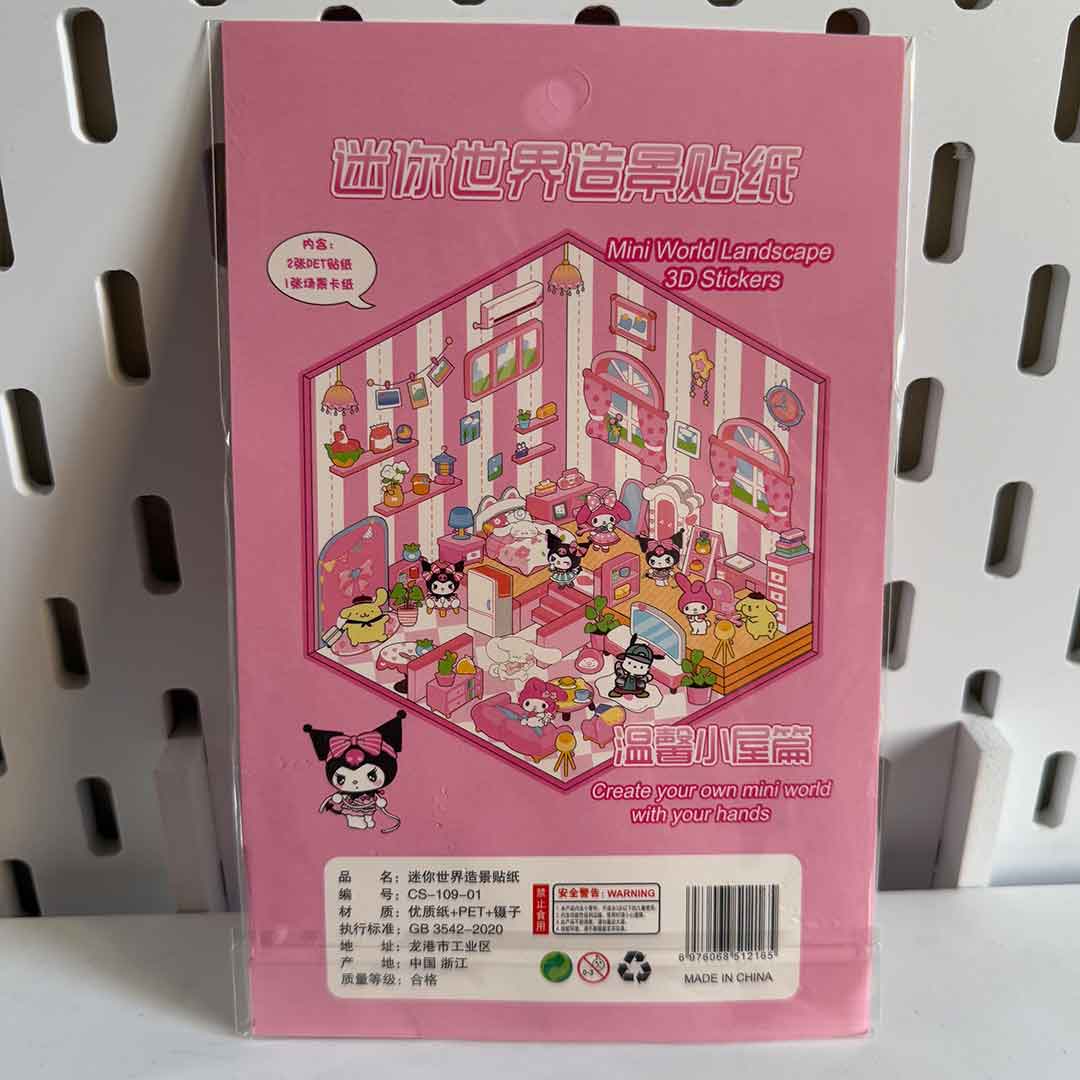 迷你世界造景贴纸
Mini World Landscape
3D Stickers
内含：
2张PET贴纸
1张场景卡纸
温馨小屋篇
Create your own mini world
with your hands
品 名：迷你世界造景贴纸
编 号：CS-109-01
材 质：优质纸+PET+镊子
执行标准：GB 3542-2020
地 址：龙港市工业区
产 地：中国 浙江
质量等级：合格
禁止食用
安全警告：WARNING
0-3
6 976068 512165
MADE IN CHINA